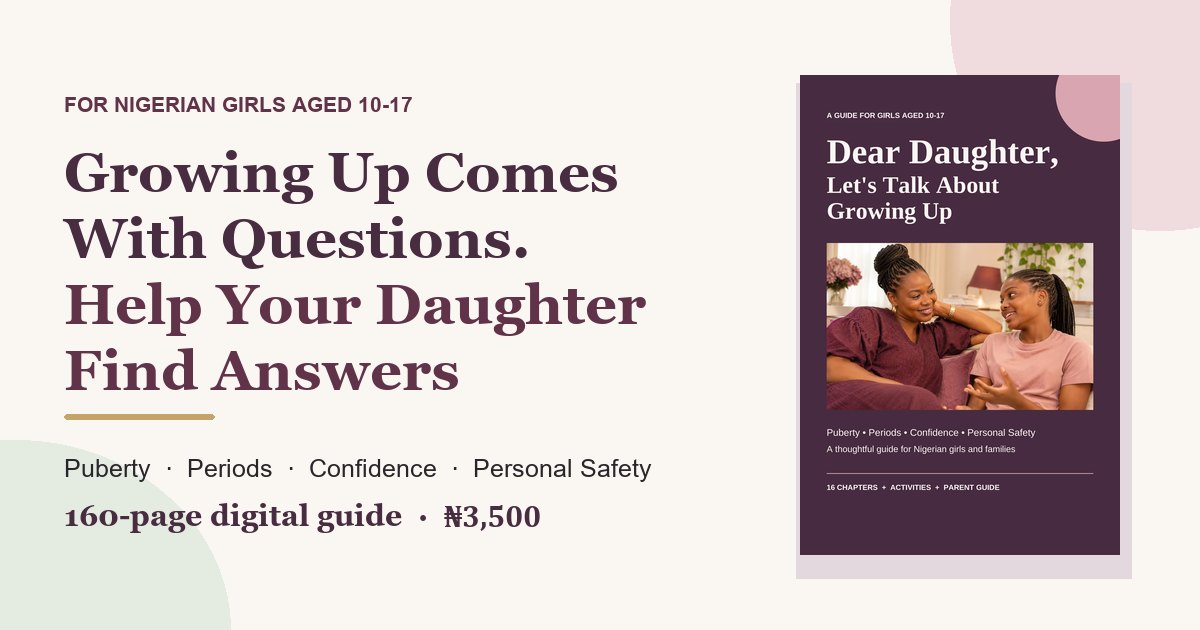 FOR NIGERIAN GIRLS AGED 10-17
Growing Up Comes
With Questions.
Help Your Daughter
Find Answers
Puberty · Periods · Confidence · Personal Safety
160-page digital guide · ₦3,500
A GUIDE FOR GIRLS AGED 10-17
Dear Daughter,
Let's Talk About
Growing Up
Puberty • Periods • Confidence • Personal Safety
A thoughtful guide for Nigerian girls and families
16 CHAPTERS + ACTIVITIES + PARENT GUIDE